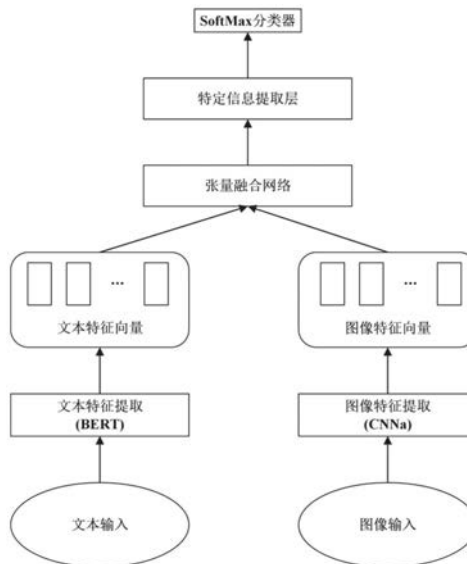 SoftMax分类器
特定信息提取层
张量融合网络
...
...
文本特征向量
图像特征向量
文本特征提取
(BERT)
图像特征提取
(CNNa)
文本输入
图像输入